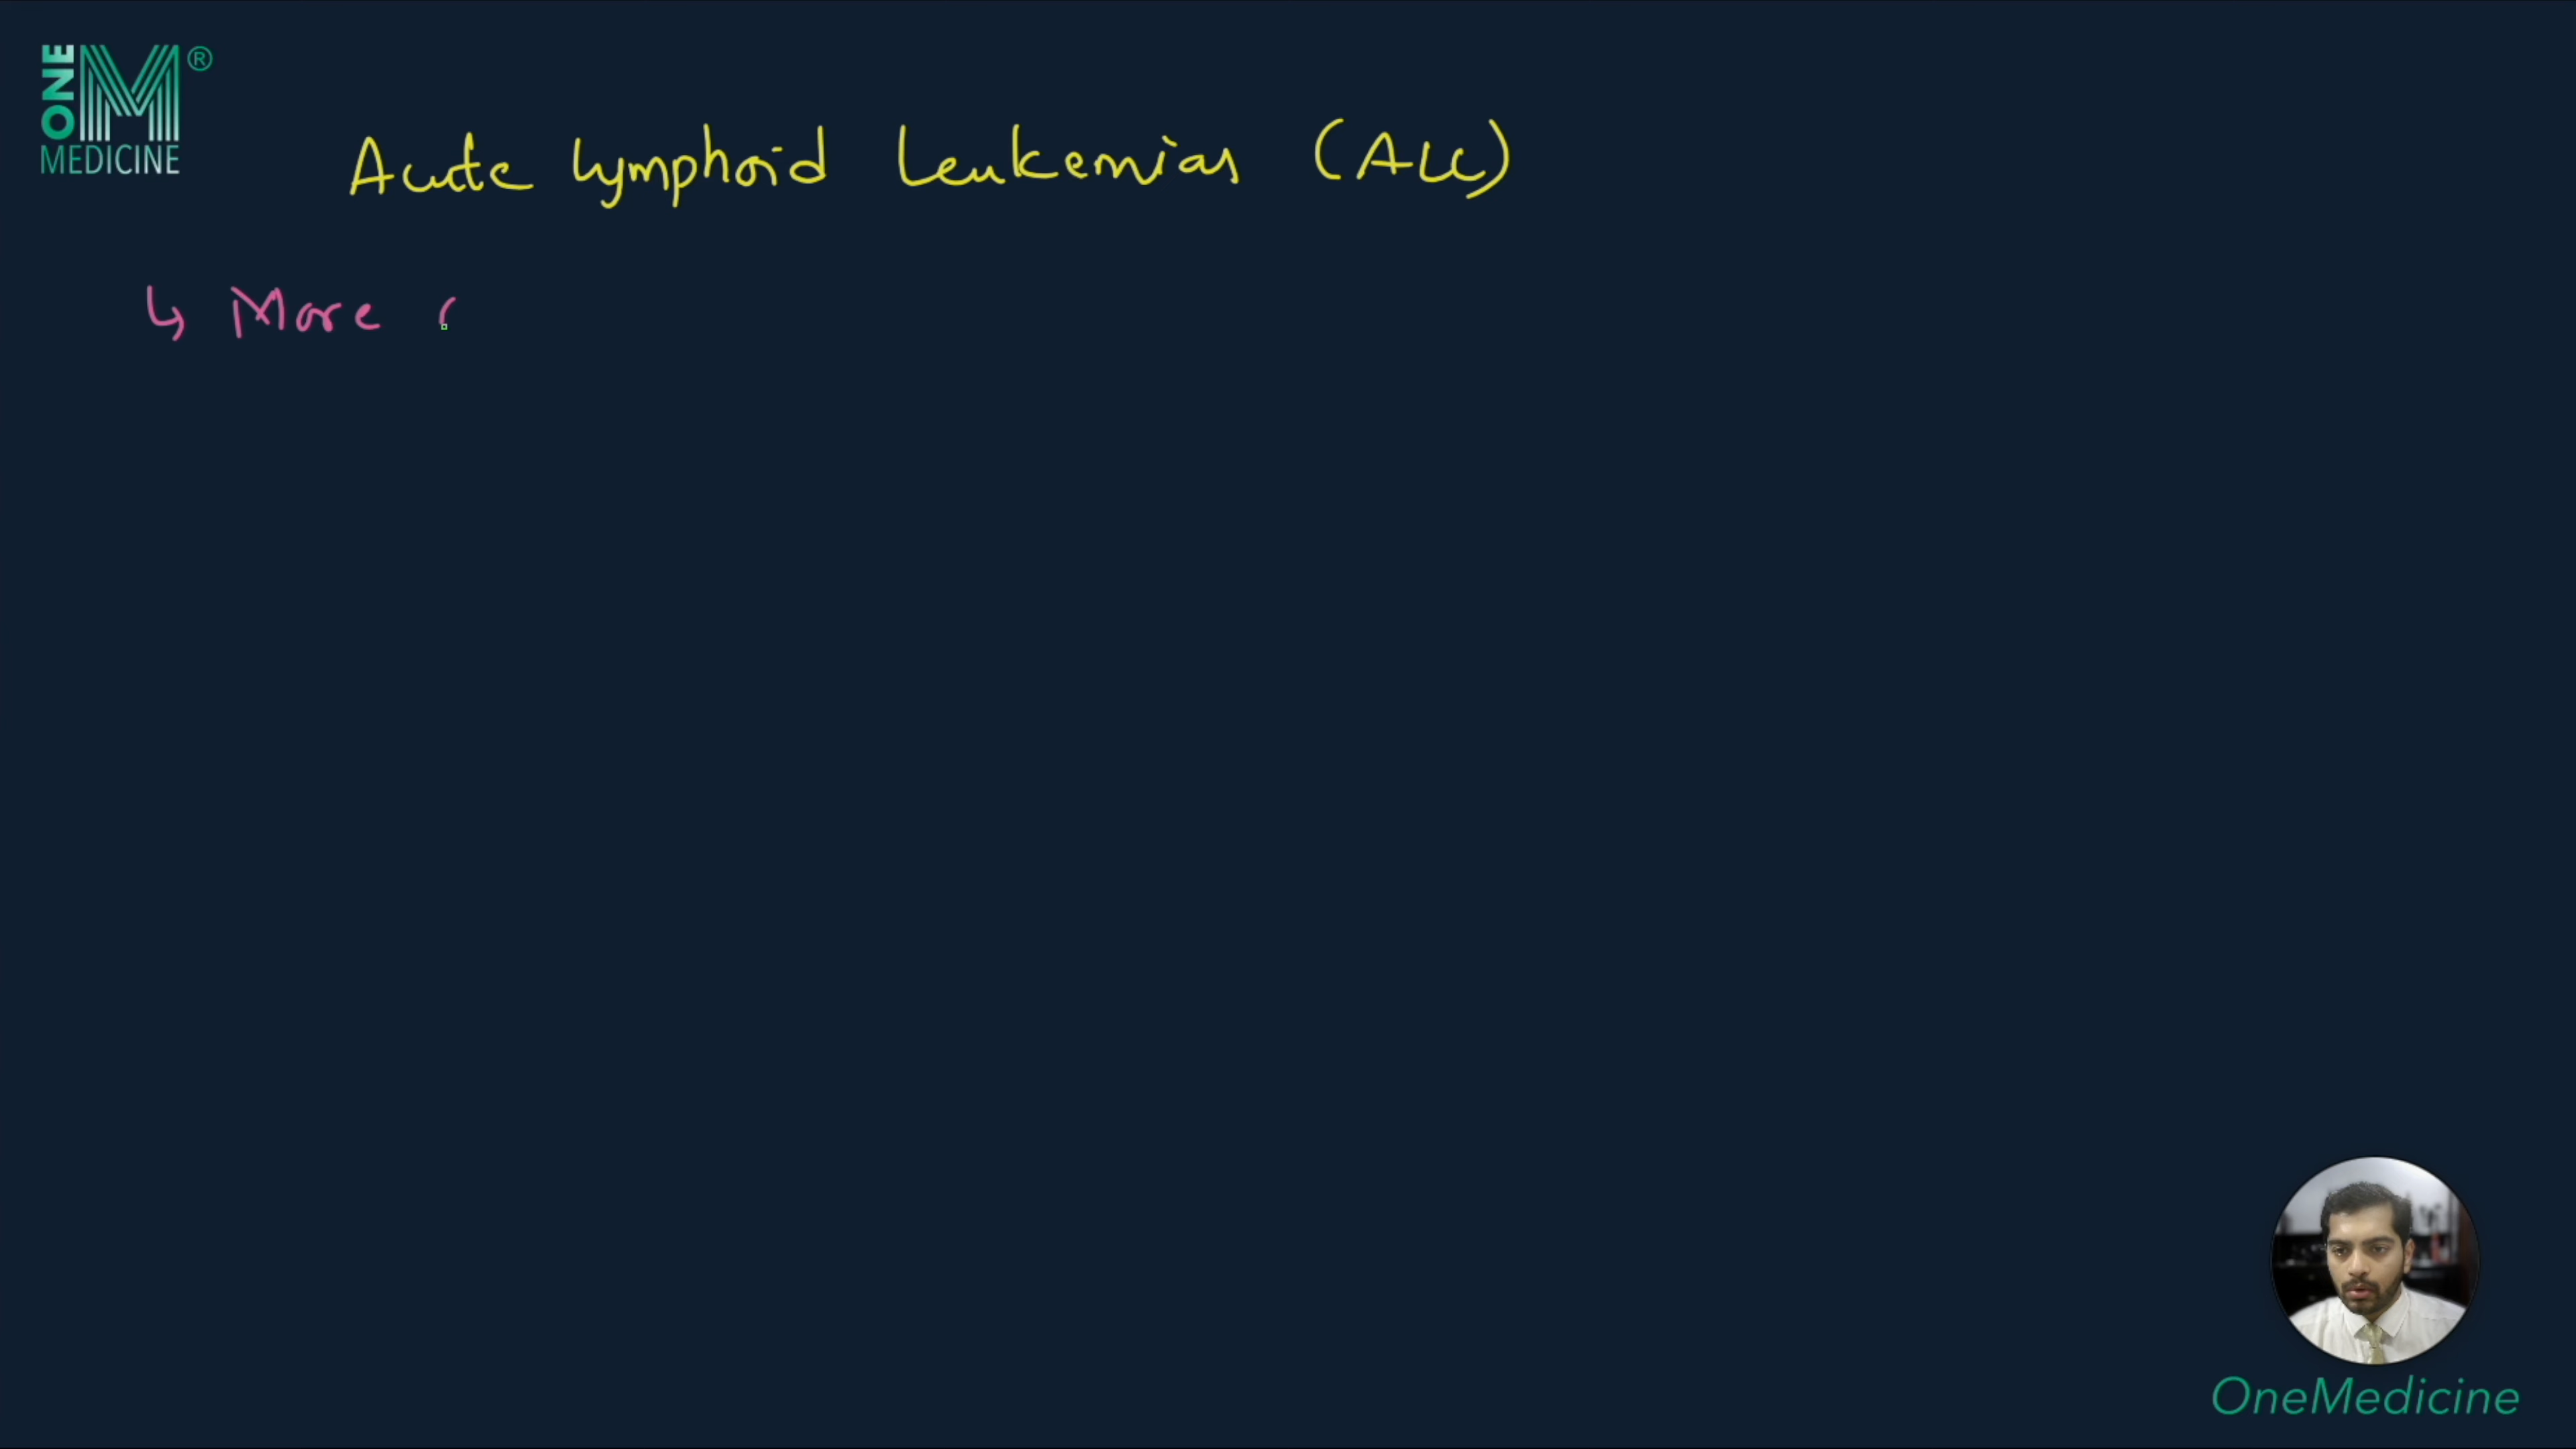 ONE
M®
MEDICINE
Acute Lymphoid Leukemias (ALL)
↳ More
OneMedicine